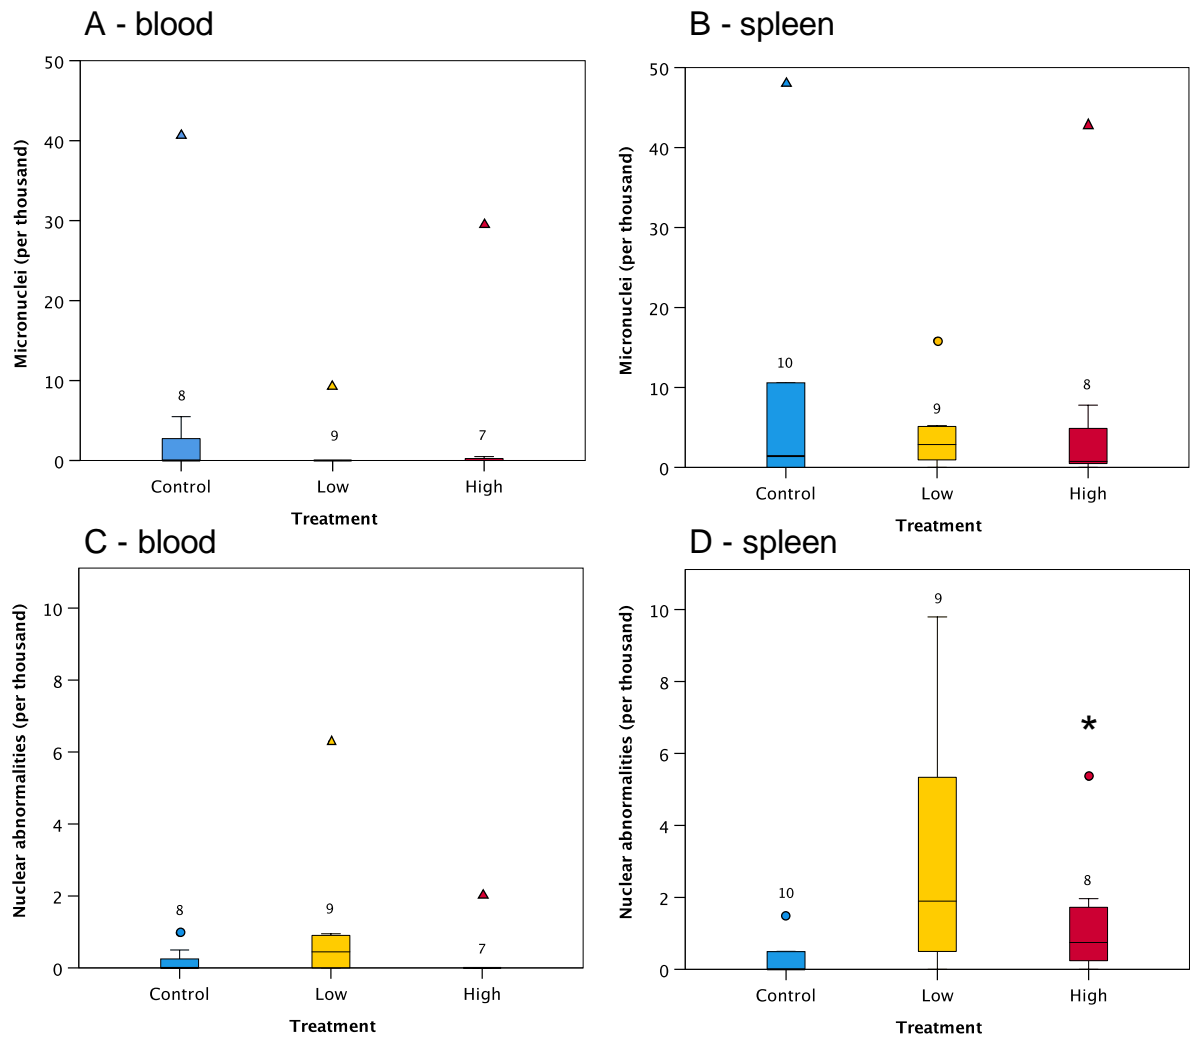 A - blood
Micronuclei (per thousand)
50
40
30
20
10
0
8
9
7
Control
Low
High
Treatment
B - spleen
Micronuclei (per thousand)
50
40
30
20
10
0
10
9
8
Control
Low
High
Treatment
C - blood
Nuclear abnormalities (per thousand)
10
8
6
4
2
0
8
9
7
Control
Low
High
Treatment
D - spleen
Nuclear abnormalities (per thousand)
10
8
6
4
2
0
10
9
*
8
Control
Low
High
Treatment